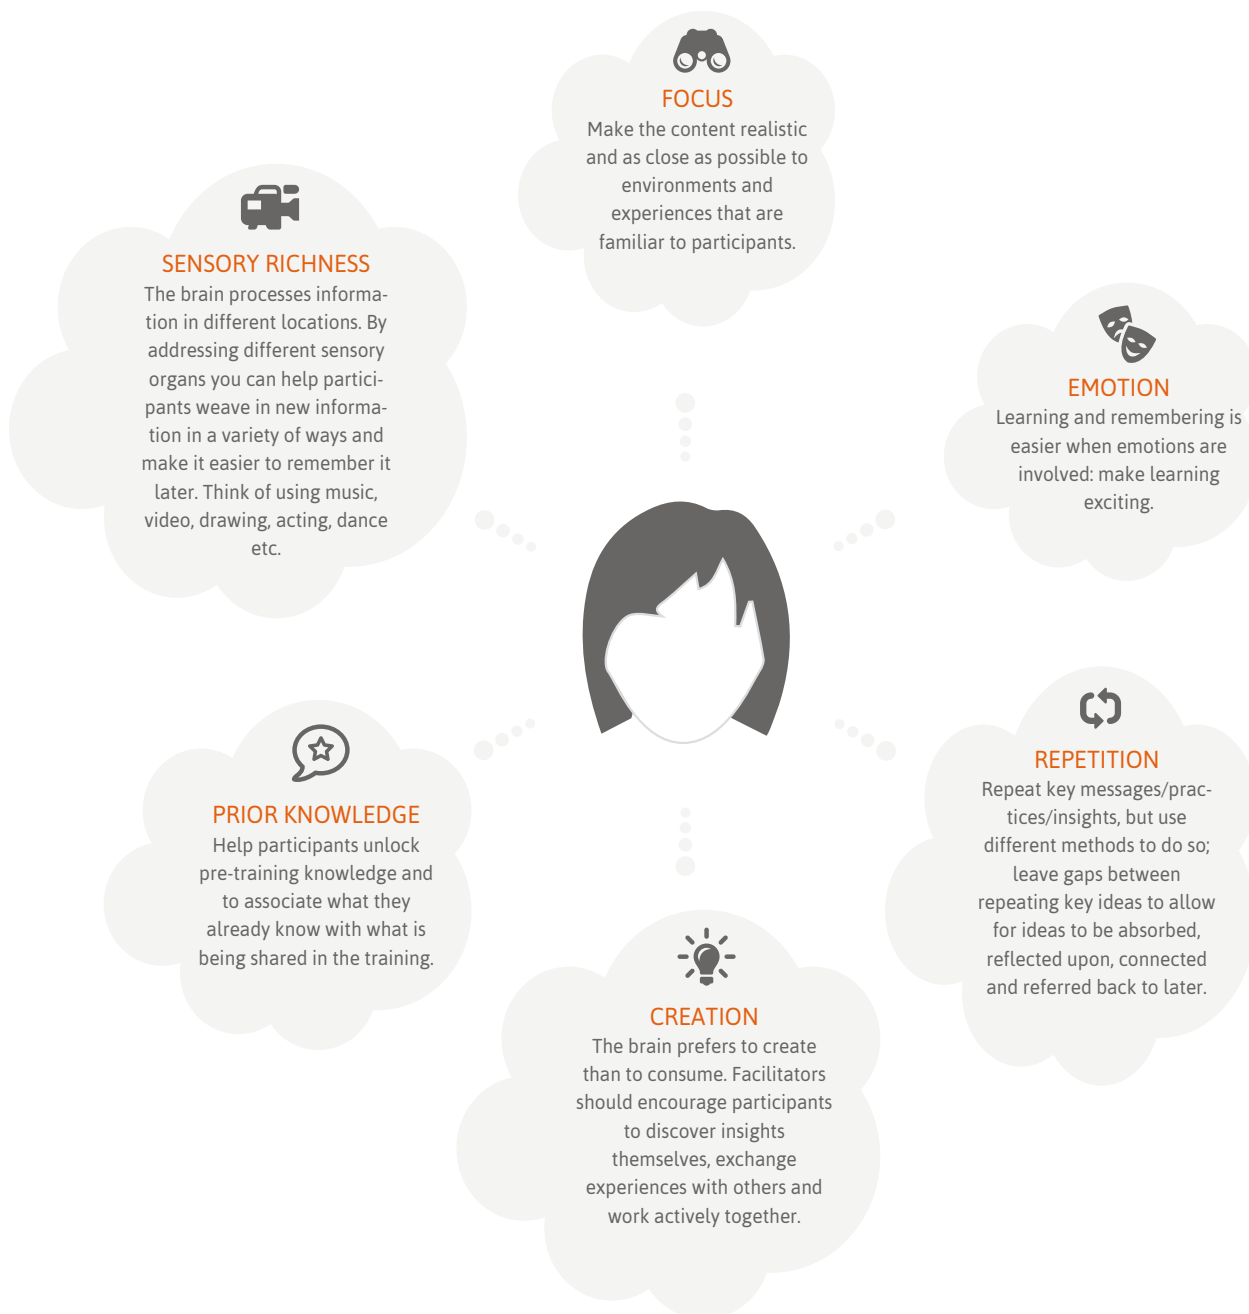 FOCUS
Make the content realistic
and as close as possible to
environments and
experiences that are
familiar to participants.
SENSORY RICHNESS
The brain processes informa-
tion in different locations. By
addressing different sensory
organs you can help partici-
pants weave in new informa-
tion in a variety of ways and
make it easier to remember it
later. Think of using music,
video, drawing, acting, dance
etc.
EMOTION
Learning and remembering is
easier when emotions are
involved: make learning
exciting.
PRIOR KNOWLEDGE
Help participants unlock
pre-training knowledge and
to associate what they
already know with what is
being shared in the training.
REPETITION
Repeat key messages/prac-
tices/insights, but use
different methods to do so;
leave gaps between
repeating key ideas to allow
for ideas to be absorbed,
reflected upon, connected
and referred back to later.
CREATION
The brain prefers to create
than to consume. Facilitators
should encourage participants
to discover insights
themselves, exchange
experiences with others and
work actively together.